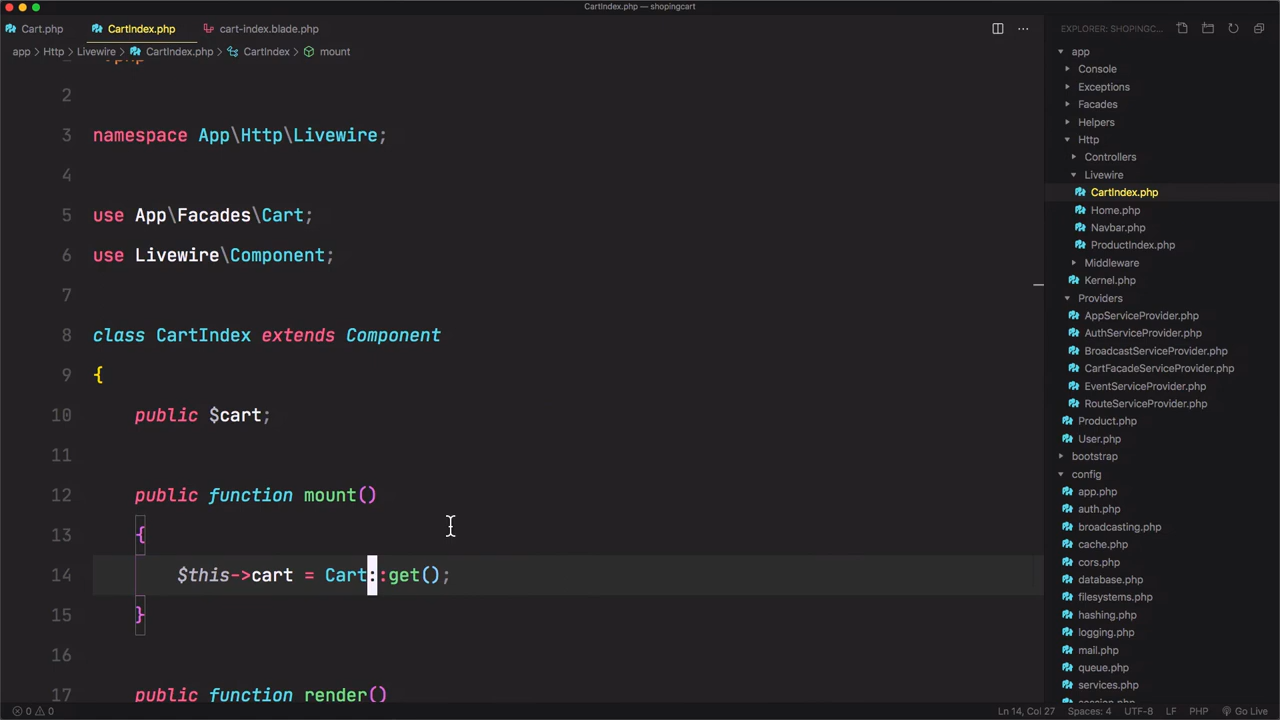 CartIndex.php — shopingcart
Cart.php
CartIndex.php
cart-index.blade.php
app > Http > Livewire > CartIndex.php > CartIndex > mount
2
3 namespace App\Http\Livewire;
4
5 use App\Facades\Cart;
6 use Livewire\Component;
7
8 class CartIndex extends Component
9 {
10 public $cart;
11
12 public function mount()
13 {
14 $this->cart = Cart::get();
15 }
16
17 public function render()
EXPLORER: SHOPINGC...
app
Console
Exceptions
Facades
Helpers
Http
Controllers
Livewire
CartIndex.php
Home.php
Navbar.php
ProductIndex.php
Middleware
Kernel.php
Providers
AppServiceProvider.php
AuthServiceProvider.php
BroadcastServiceProvider.php
CartFacadeServiceProvider.php
EventServiceProvider.php
RouteServiceProvider.php
Product.php
User.php
bootstrap
config
app.php
auth.php
broadcasting.php
cache.php
cors.php
database.php
filesystems.php
hashing.php
logging.php
mail.php
queue.php
services.php
0 0
Ln 14, Col 27 Spaces: 4 UTF-8 LF PHP Go Live